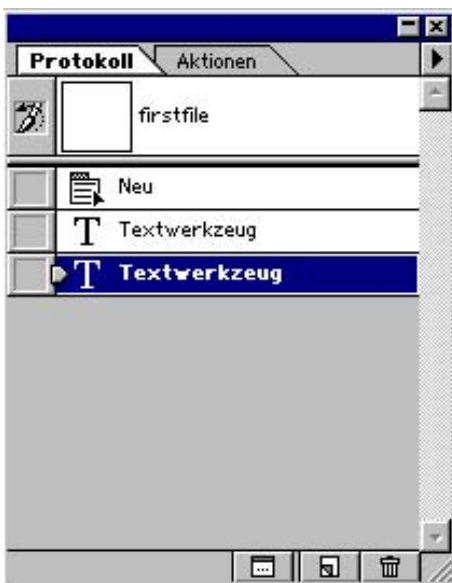 Protokoll Aktionen
firstfile
Neu
Textwerkzeug
Textwerkzeug